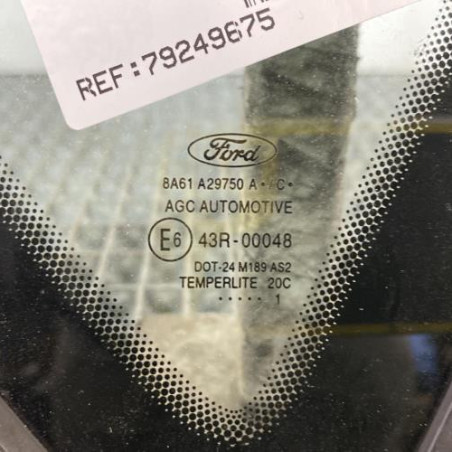 REF:79249675
Ford
8A61 A29750 A • /C •
AGC AUTOMOTIVE
E6 43R-00048
DOT-24 M189 AS2
TEMPERLITE 20C
• • • • • 1